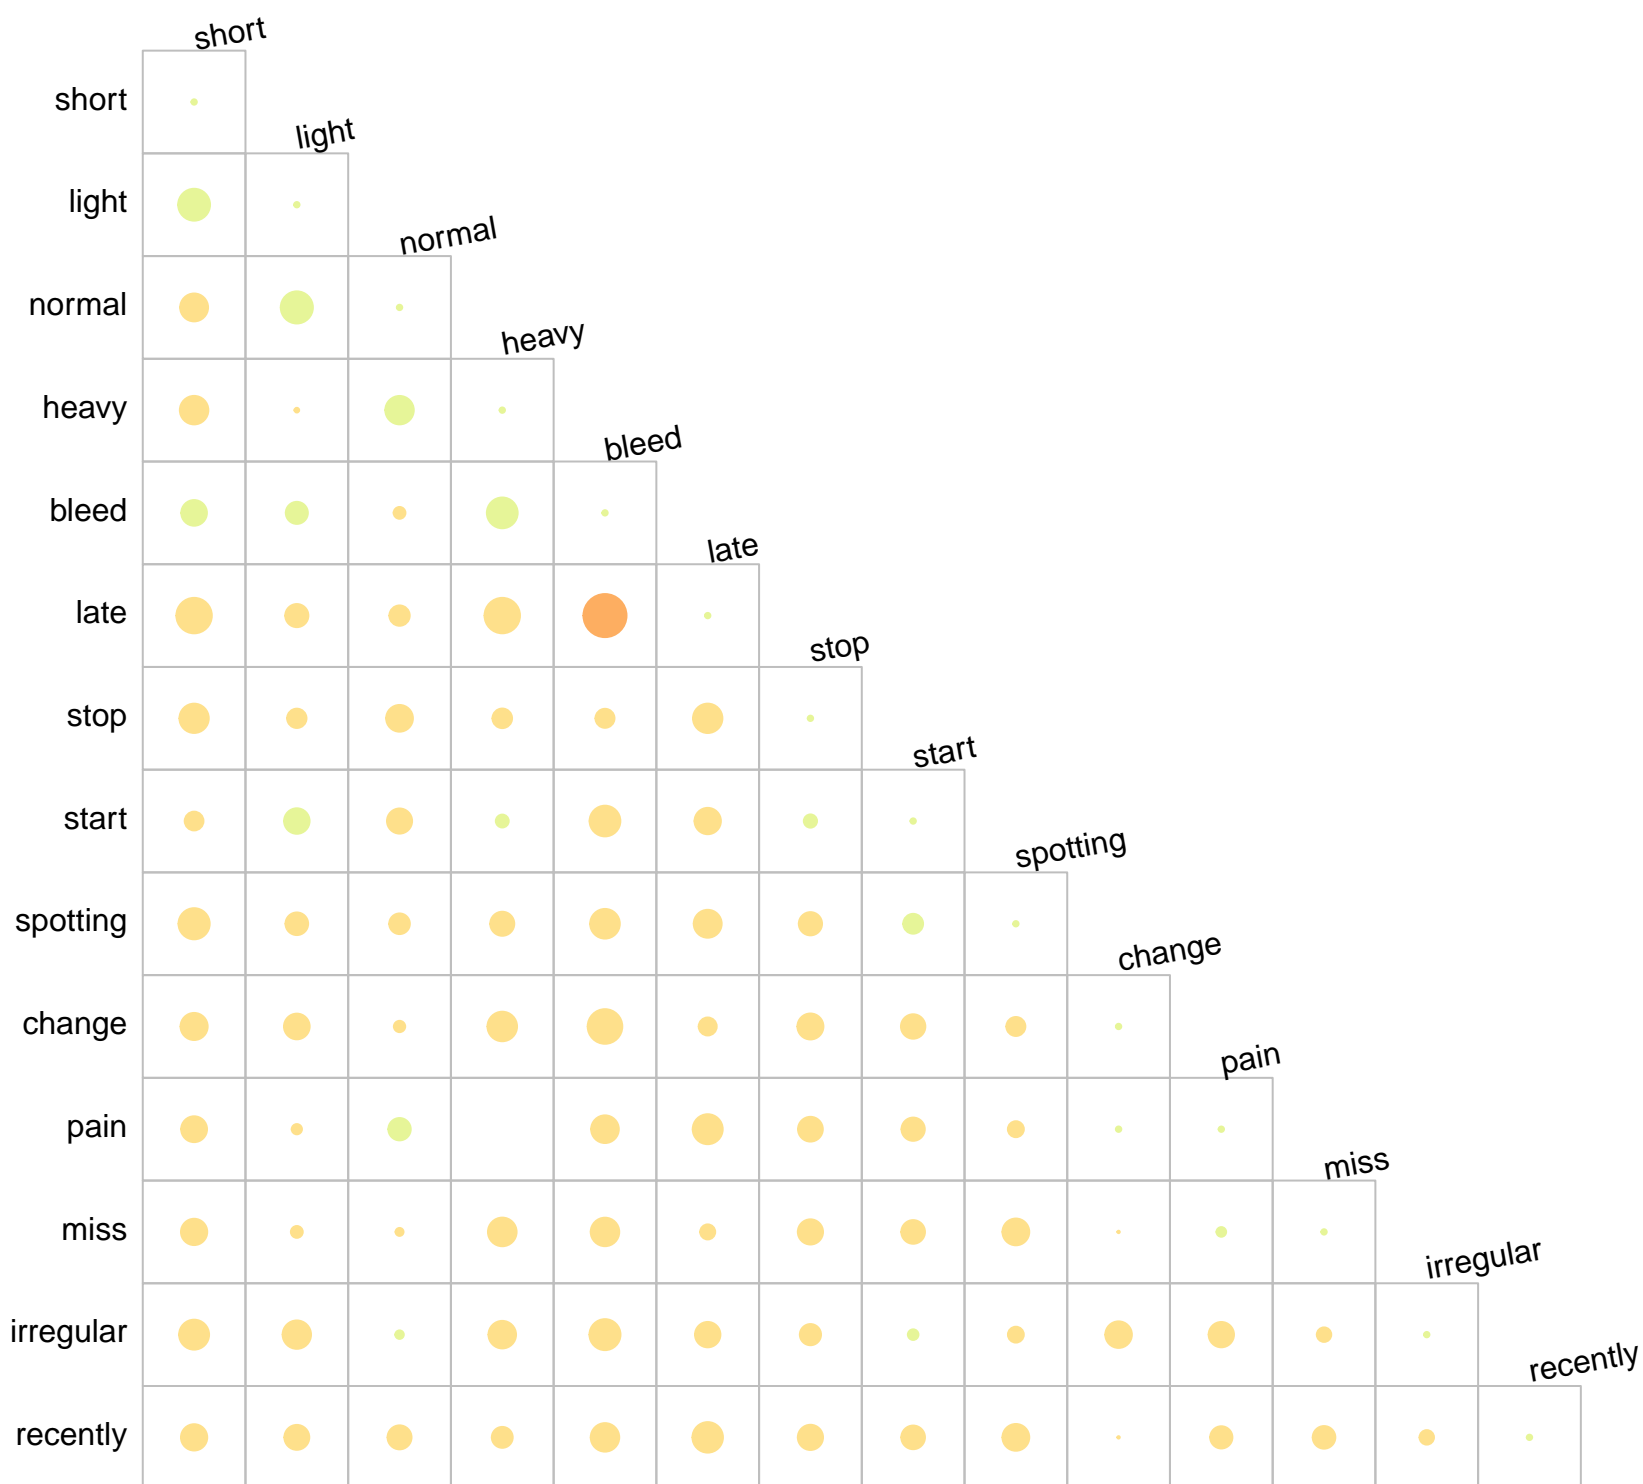 short
short
light
light
normal
normal
heavy
heavy
bleed
bleed
late
late
stop
stop
start
start
spotting
spotting
change
change
pain
pain
miss
miss
irregular
irregular
recently
recently